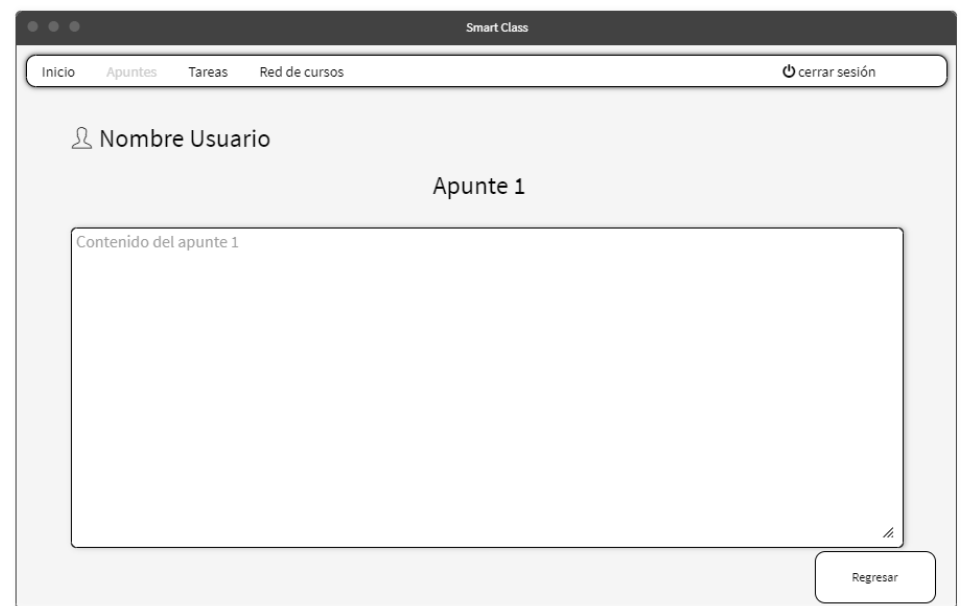 Smart Class
Inicio Apuntes Tareas Red de cursos cerrar sesión
Nombre Usuario
Apunte 1
Contenido del apunte 1
Regresar